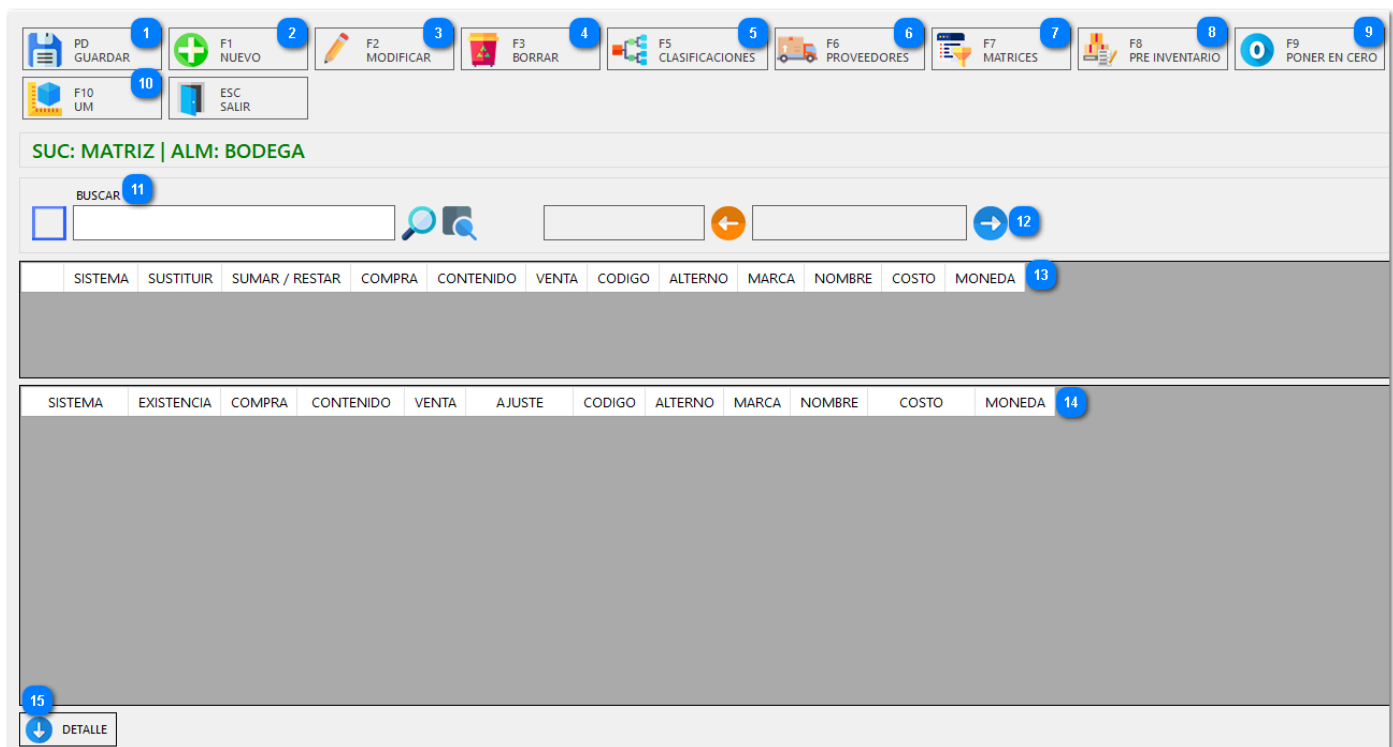 PD GUARDAR 1
F1 NUEVO 2
F2 MODIFICAR 3
F3 BORRAR 4
F5 CLASIFICACIONES 5
F6 PROVEEDORES 6
F7 MATRICES 7
F8 PRE INVENTARIO 8
0 F9 PONER EN CERO 9
F10 UM 10
ESC SALIR
SUC: MATRIZ | ALM: BODEGA
BUSCAR 11
12
SISTEMA SUSTITUIR SUMAR / RESTAR COMPRA CONTENIDO VENTA CODIGO ALTERNO MARCA NOMBRE COSTO MONEDA 13
SISTEMA EXISTENCIA COMPRA CONTENIDO VENTA AJUSTE CODIGO ALTERNO MARCA NOMBRE COSTO MONEDA 14
15
DETALLE